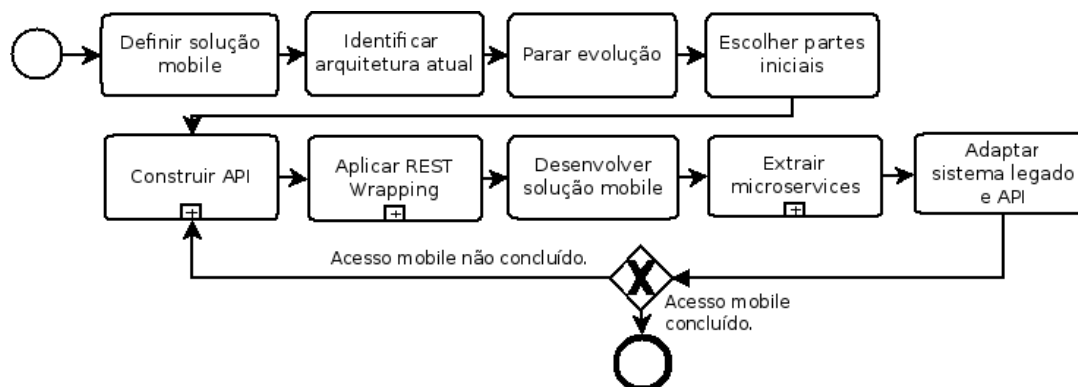 Definir solução
mobile
Identificar
arquitetura atual
Parar evolução
Escolher partes
iniciais
Construir API
Aplicar REST
Wrapping
Desenvolver
solução mobile
Extrair
microservices
Adaptar
sistema legado
e API
Acesso mobile não concluído.
Acesso mobile
concluído.